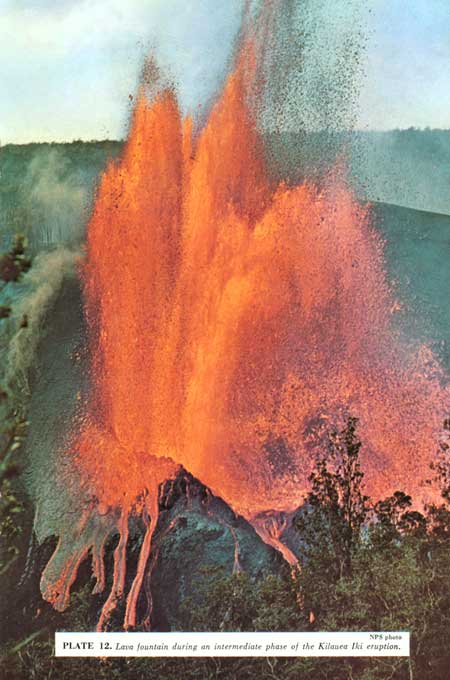 NPS photo
PLATE 12. Lava fountain during an intermediate phase of the Kilauea Iki eruption.